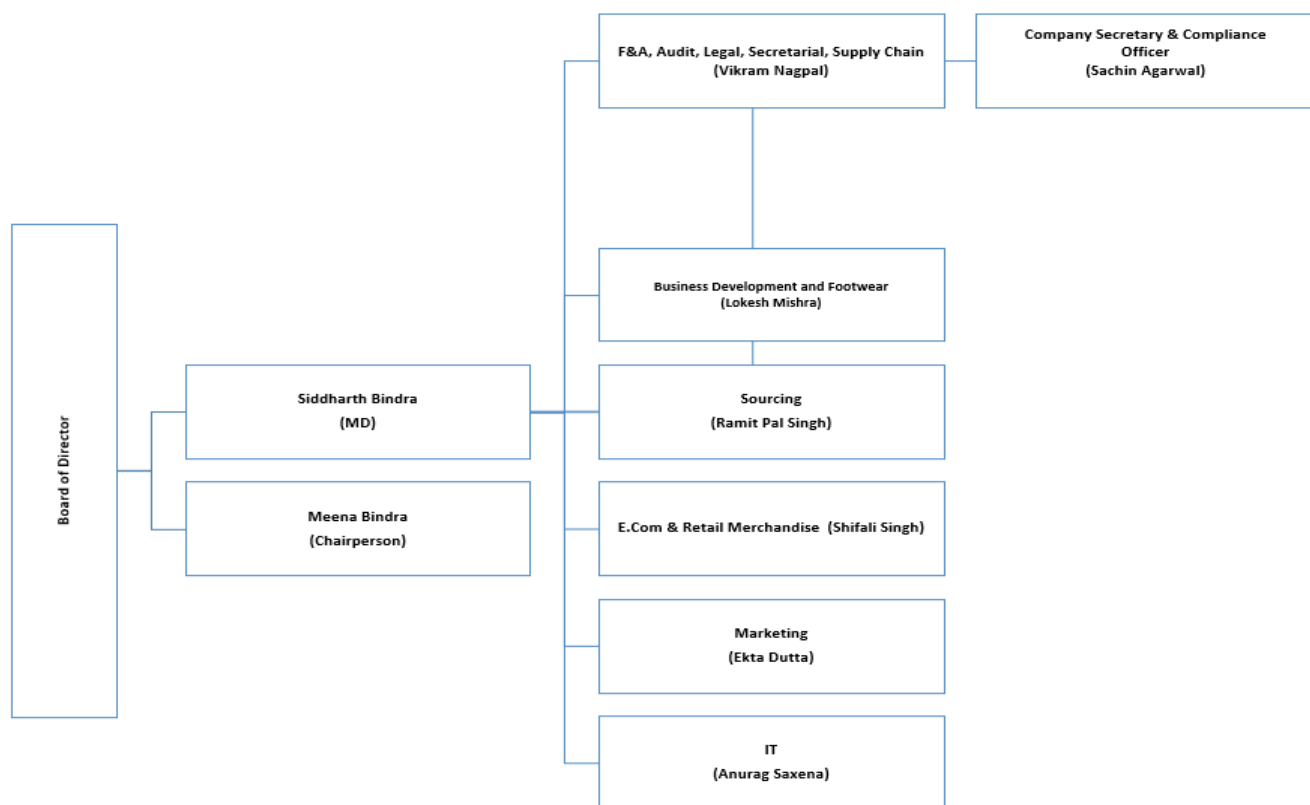 F&A, Audit, Legal, Secretarial, Supply Chain
(Vikram Nagpal)
Company Secretary & Compliance
Officer
(Sachin Agarwal)
Board of Director
Siddharth Bindra
(MD)
Meena Bindra
(Chairperson)
Business Development and Footwear
(Lokesh Mishra)
Sourcing
(Ramit Pal Singh)
E.Com & Retail Merchandise (Shifali Singh)
Marketing
(Ekta Dutta)
IT
(Anurag Saxena)